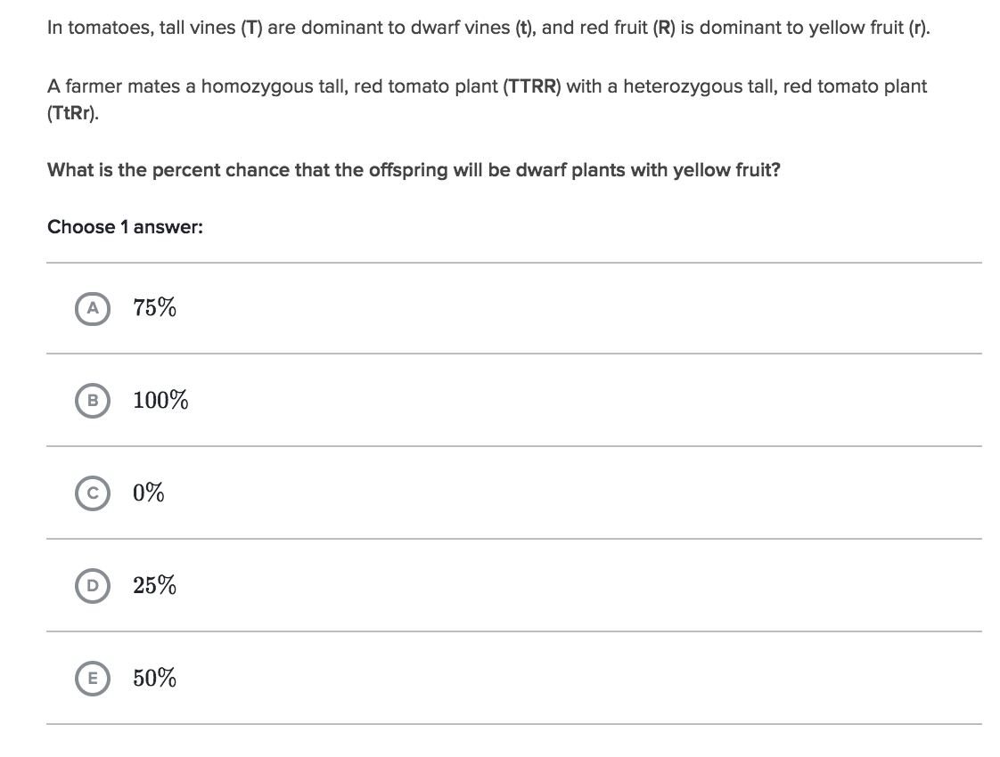 In tomatoes, tall vines (T) are dominant to dwarf vines (t), and red fruit (R) is dominant to yellow fruit (r).
A farmer mates a homozygous tall, red tomato plant (TTRR) with a heterozygous tall, red tomato plant
(TtRr).
What is the percent chance that the offspring will be dwarf plants with yellow fruit?
Choose 1 answer:
A 75%
B 100%
C 0%
D 25%
E 50%